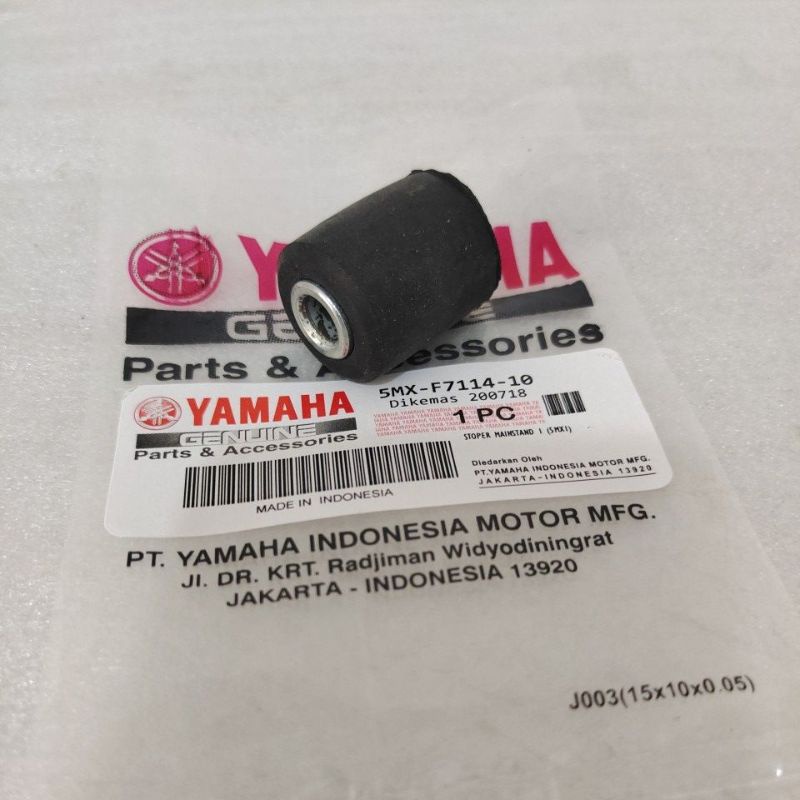 YAMAHA
GENUINE
Parts & Accessories
5MX-F7114-10
Dikemas 200718
1 PC
STOPER MAINSTAND 1 (5MX1)
YAMAHA
GENUINE
Parts & Accessories
MADE IN INDONESIA
Diedarkan Oleh
PT.YAMAHA INDONESIA MOTOR MFG.
JAKARTA-INDONESIA 13920
PT. YAMAHA INDONESIA MOTOR MFG.
Jl. DR. KRT. Radjiman Widyodiningrat
JAKARTA - INDONESIA 13920
J003(15x10x0.05)